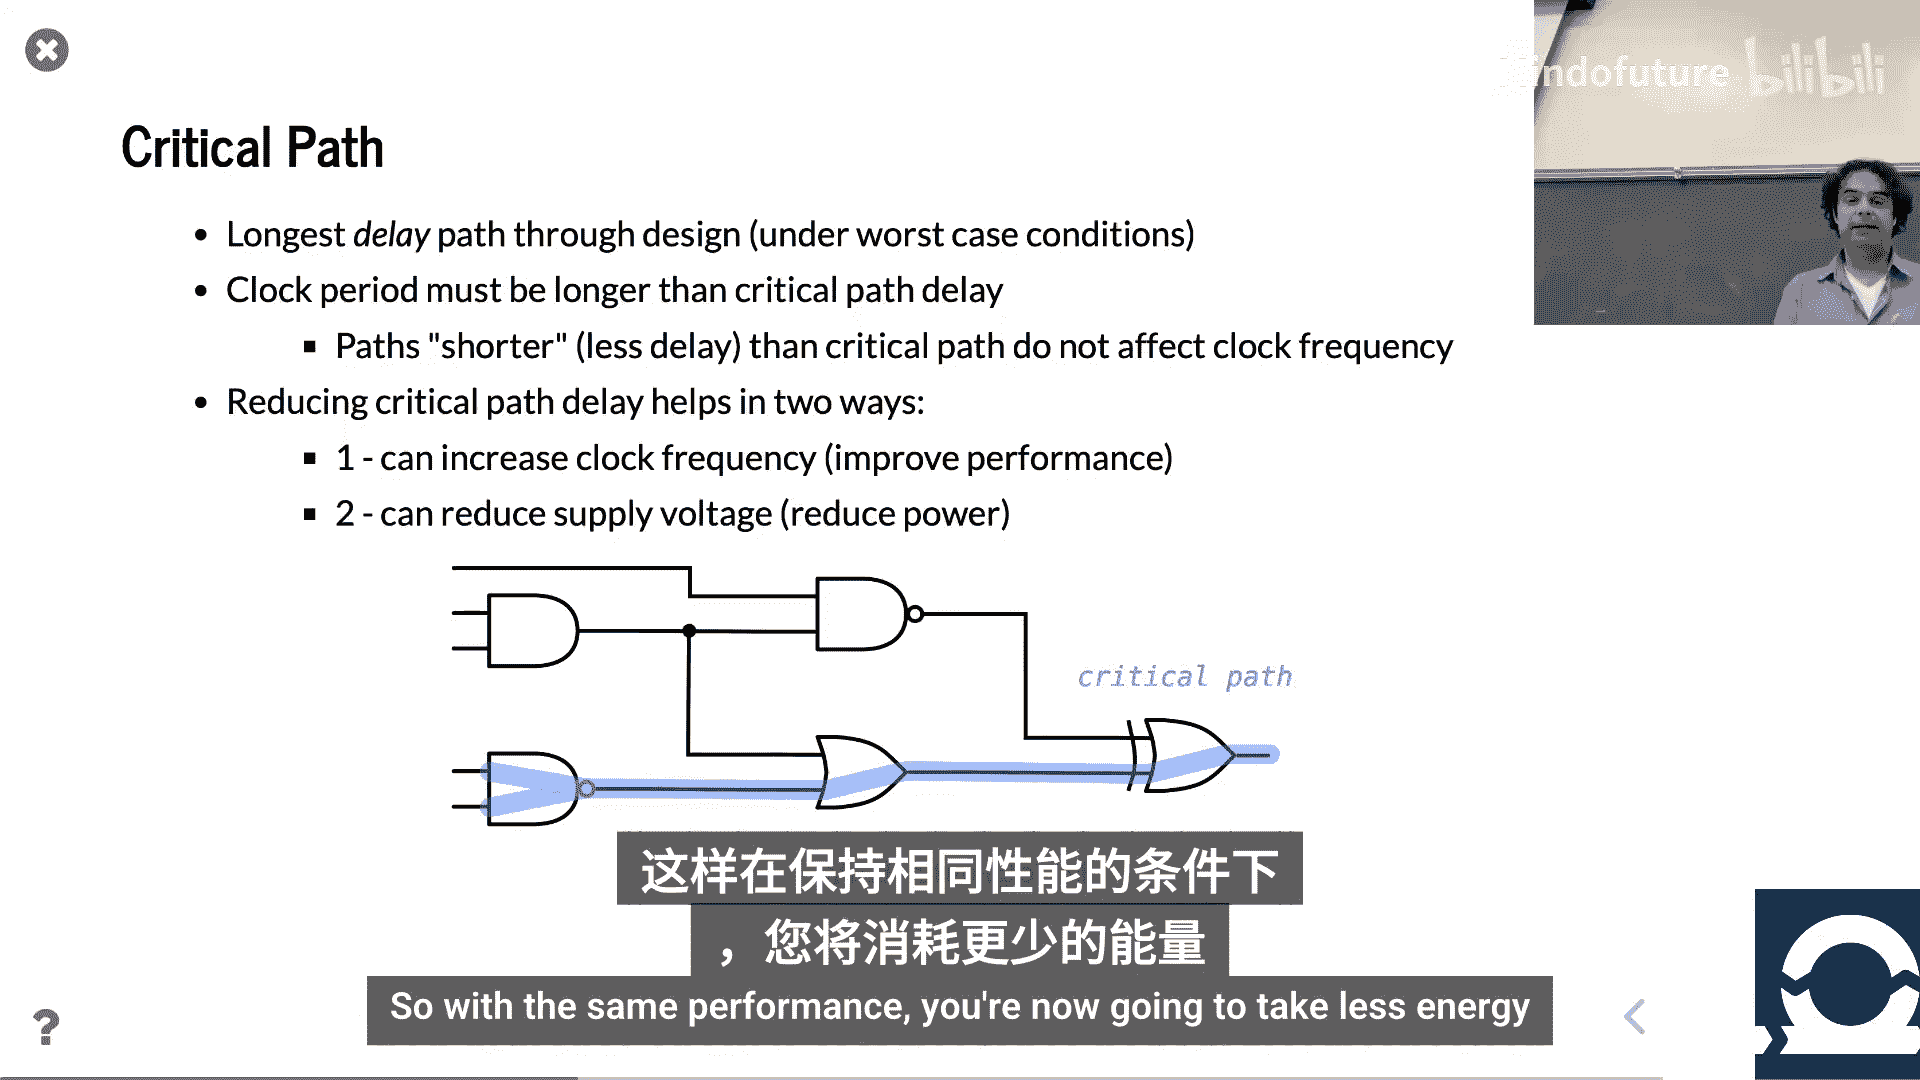 indofuture bilibili
Critical Path
Longest delay path through design (under worst case conditions)
Clock period must be longer than critical path delay
Paths "shorter" (less delay) than critical path do not affect clock frequency
Reducing critical path delay helps in two ways:
1 - can increase clock frequency (improve performance)
2 - can reduce supply voltage (reduce power)
critical path
这样在保持相同性能的条件下
，您将消耗更少的能量
So with the same performance, you're now going to take less energy
?